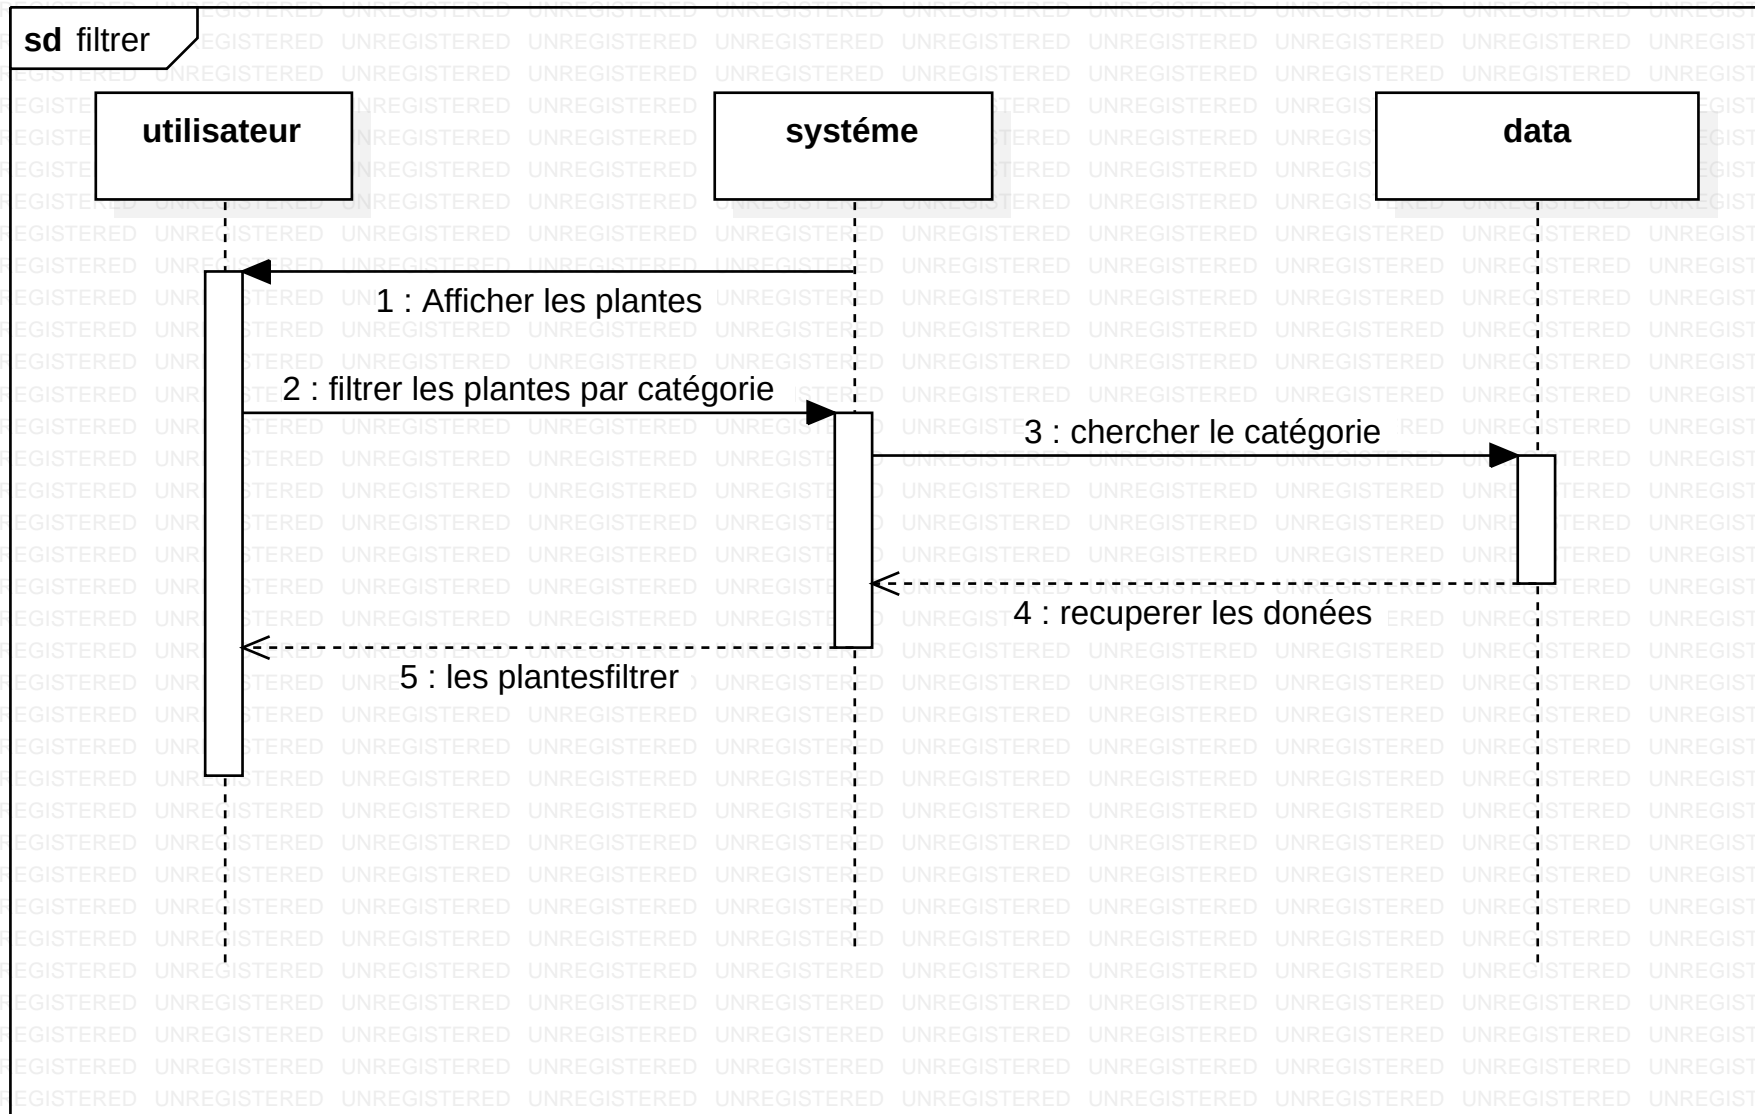 sd filtrer
utilisateur
systéme
data
1 : Afficher les plantes
2 : filtrer les plantes par catégorie
3 : chercher le catégorie
4 : recuperer les donées
5 : les plantesfiltrer
UNREGISTERED